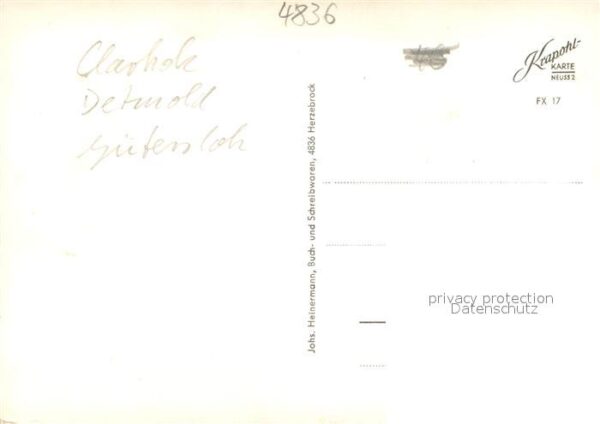 4836
Clarholz
Detmold
Gütersloh
Krapohl-
KARTE
NEUSS 2
FX 17
Johs. Heinermann, Buch- und Schreibwaren, 4836 Herzebrock
privacy protection
Datenschutz